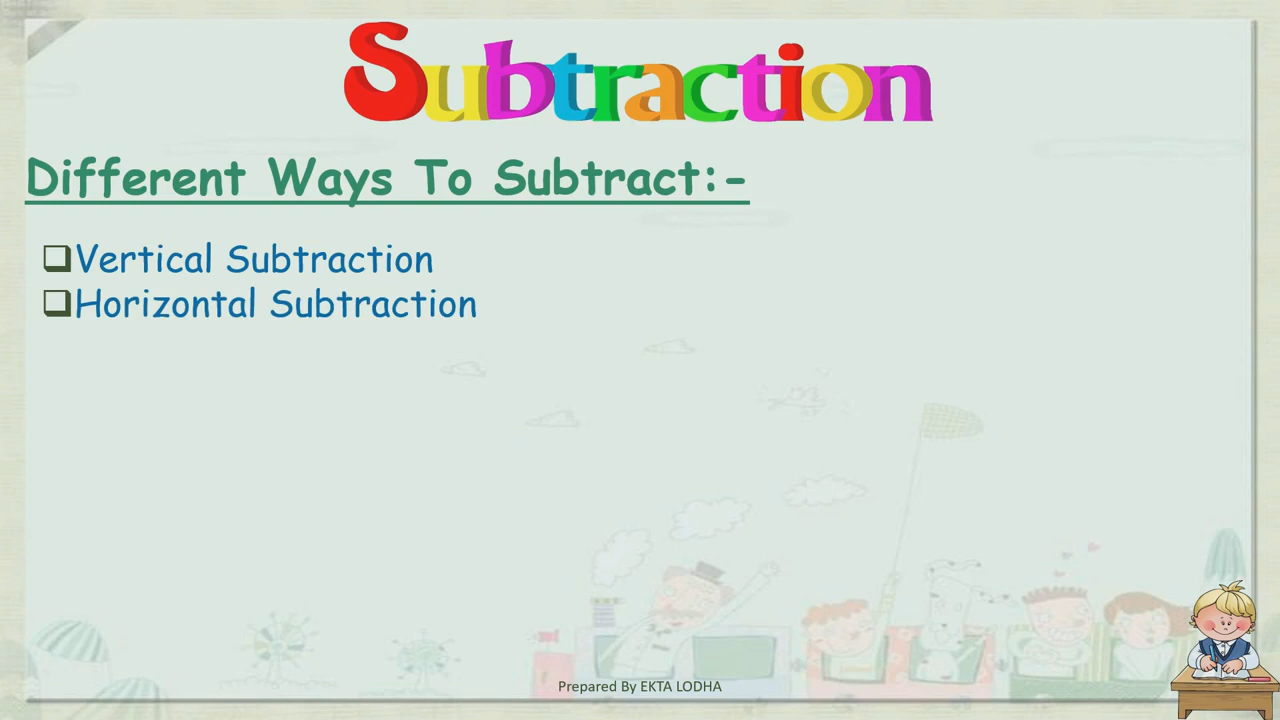 Subtraction
Different Ways To Subtract:-
❑Vertical Subtraction
❑Horizontal Subtraction
Prepared By EKTA LODHA